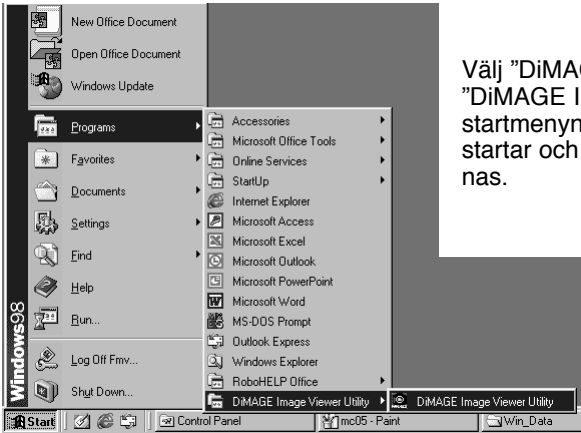 New Office Document
Open Office Document
Windows Update
Programs
Favorites
Documents
Settings
Find
Help
Run...
Log Off Fmv...
Shut Down...
Windows98
Accessories
Microsoft Office Tools
Online Services
StartUp
Internet Explorer
Microsoft Access
Microsoft Excel
Microsoft Outlook
Microsoft PowerPoint
Microsoft Word
MS-DOS Prompt
Outlook Express
Windows Explorer
RoboHELP Office
DiMAGE Image Viewer Utility
DiMAGE Image Viewer Utility
Start
Control Panel
mc05 - Paint
Win_Data
Välj ”DiMAG
”DiMAGE I
startmenyn
startar och
nas.